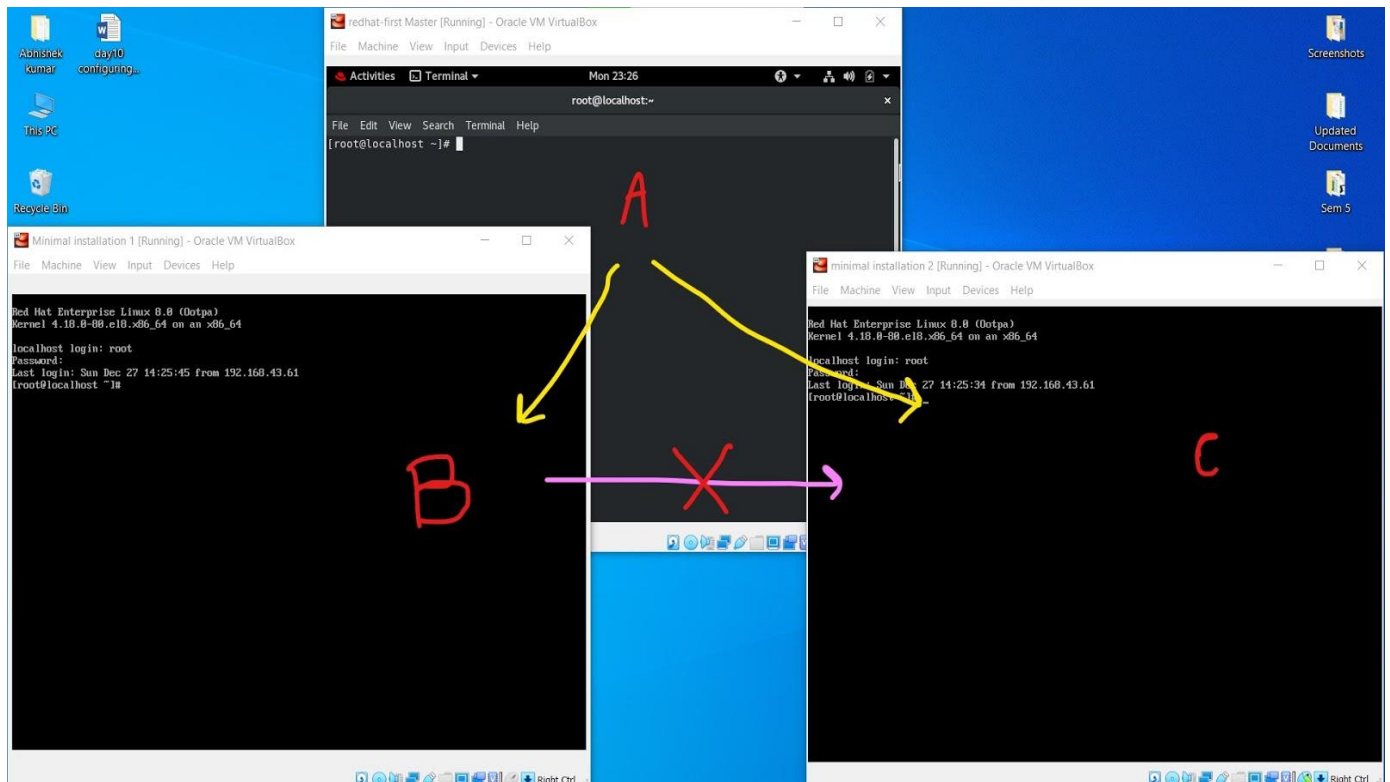 Abhishek
kumar
day10
configuring...
This PC
Recycle Bin
Screenshots
Updated
Documents
Sem 5
redhat-first Master [Running] - Oracle VM VirtualBox
File Machine View Input Devices Help
Activities Terminal Mon 23:26
root@localhost:~
File Edit View Search Terminal Help
[root@localhost ~]#
A
Minimal installation 1 [Running] - Oracle VM VirtualBox
File Machine View Input Devices Help
Red Hat Enterprise Linux 8.0 (Ootpa)
Kernel 4.18.0-80.el8.x86_64 on an x86_64
localhost login: root
Password:
Last login: Sun Dec 27 14:25:45 from 192.168.43.61
[root@localhost ~]#
B
Right Ctrl
minimal installation 2 [Running] - Oracle VM VirtualBox
File Machine View Input Devices Help
Red Hat Enterprise Linux 8.0 (Ootpa)
Kernel 4.18.0-80.el8.x86_64 on an x86_64
localhost login: root
Password:
Last login: Sun Dec 27 14:25:34 from 192.168.43.61
[root@localhost ~]# _
C
Right Ctrl